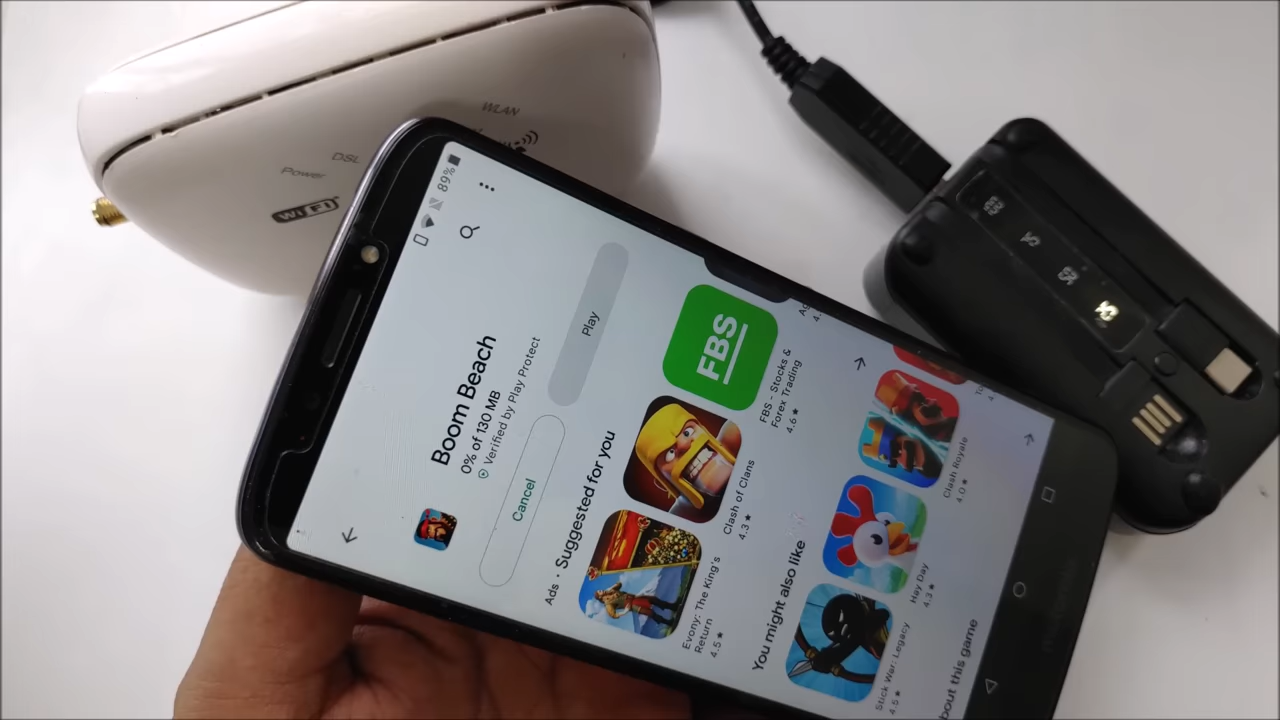 WLAN
DSL
Power
Wi Fi
89%
Boom Beach
0% of 130 MB
Verified by Play Protect
Cancel
Play
Ads · Suggested for you
Evony: The King's
Return
4.5 ★
Clash of Clans
4.3 ★
FBS
FBS - Stocks &
Forex Trading
4.6 ★
You might also like
Stick War: Legacy
4.5 ★
Hay Day
4.3 ★
Clash Royale
4.0 ★
bout this game